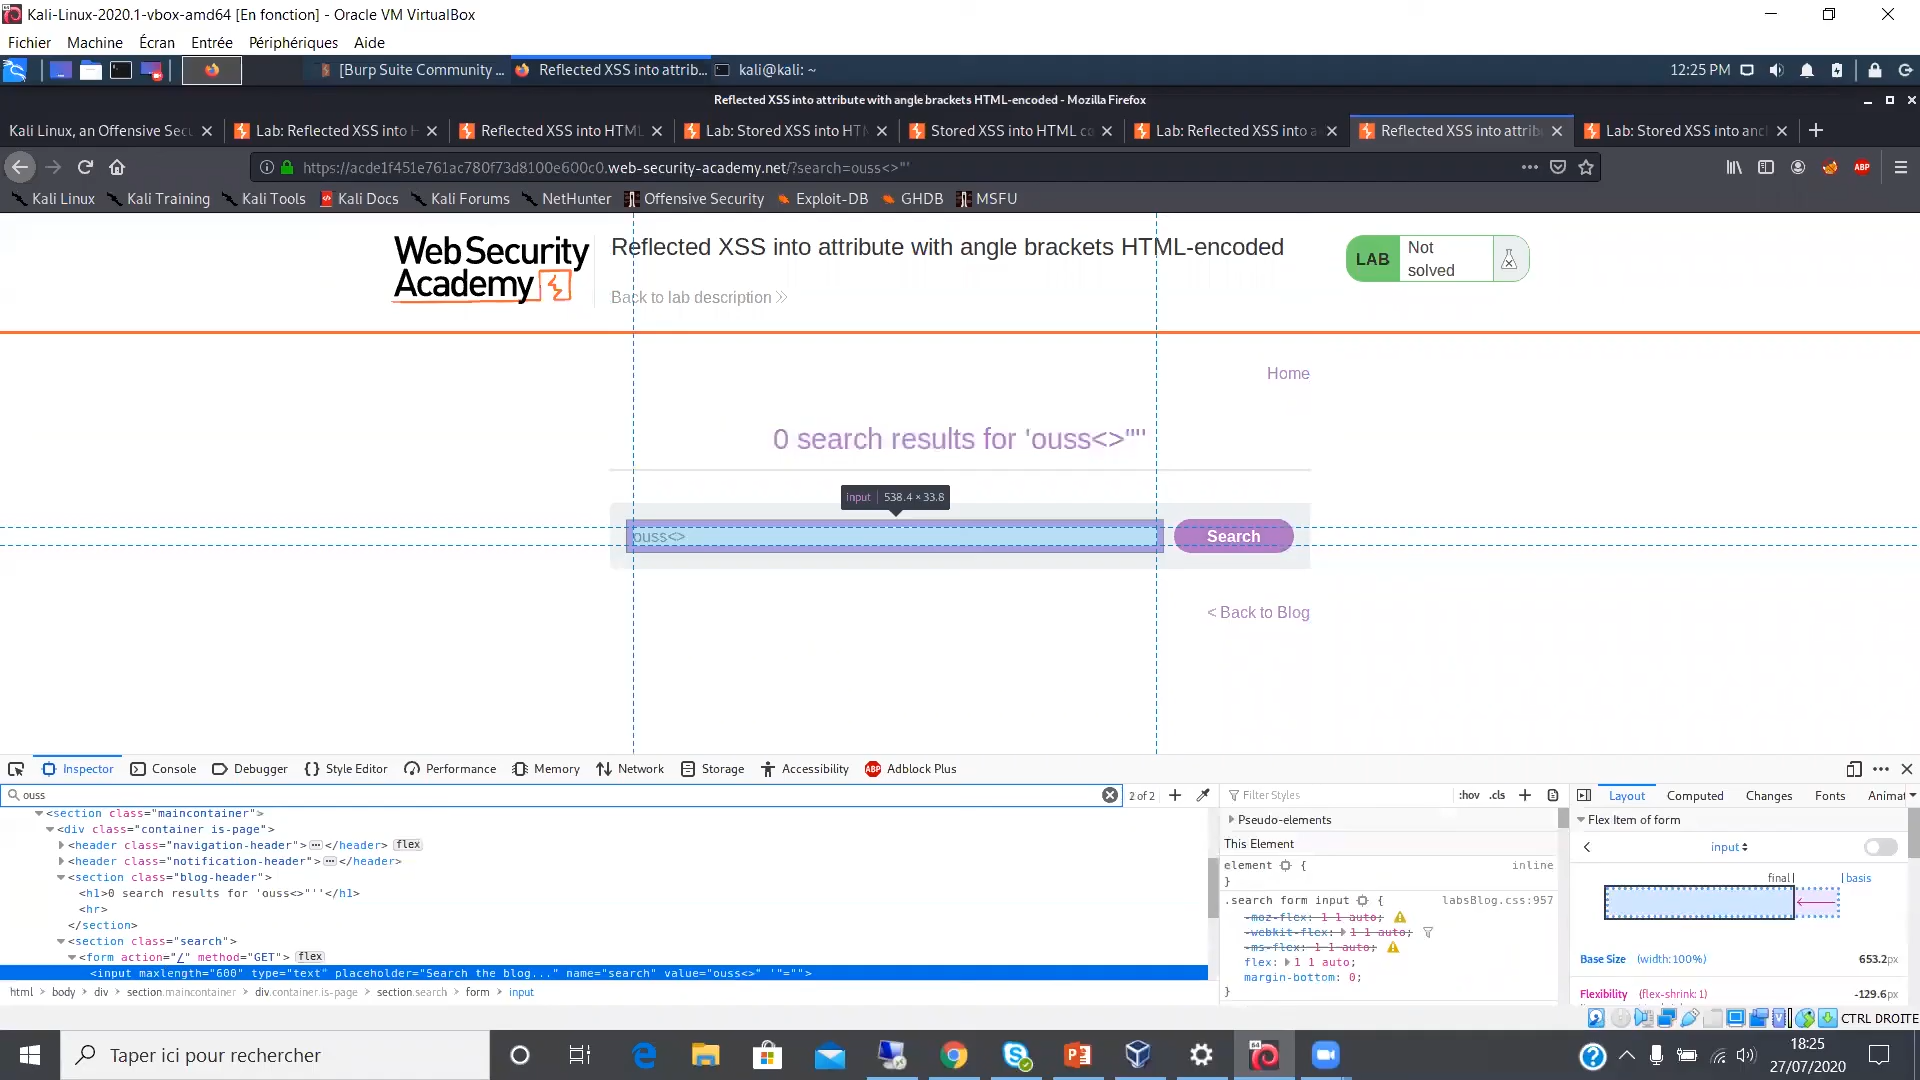 Kali-Linux-2020.1-vbox-amd64 [En fonction] - Oracle VM VirtualBox
Fichier Machine Écran Entrée Périphériques Aide
[Burp Suite Community ... Reflected XSS into attrib... kali@kali: ~ 12:25 PM
Reflected XSS into attribute with angle brackets HTML-encoded - Mozilla Firefox
Kali Linux, an Offensive Secu Lab: Reflected XSS into H Reflected XSS into HTML Lab: Stored XSS into HTM Stored XSS into HTML co Lab: Reflected XSS into a Reflected XSS into attrib Lab: Stored XSS into anc
https://acde1f451e761ac780f73d8100e600c0.web-security-academy.net/?search=ouss<>"' ABP
Kali Linux Kali Training Kali Tools Kali Docs Kali Forums NetHunter Offensive Security Exploit-DB GHDB MSFU
Web Security Academy
Reflected XSS into attribute with angle brackets HTML-encoded
Back to lab description
LAB Not solved
Home
0 search results for 'ouss<>"''
input 538.4 × 33.8
ouss<> Search
< Back to Blog
Inspector Console Debugger Style Editor Performance Memory Network Storage Accessibility ABP Adblock Plus
ouss 2 of 2 Filter Styles :hov .cls Layout Computed Changes Fonts Animat
<section class="maincontainer"> Pseudo-elements Flex Item of form
<div class="container is-page"> This Element
<header class="navigation-header"> </header> flex input
<header class="notification-header"> </header> element { inline
<section class="blog-header"> } final basis
<h1>0 search results for 'ouss<>"''</h1> .search form input { labsBlog.css:957
<hr> -moz-flex: 1 1 auto;
</section> -webkit-flex: 1 1 auto;
<section class="search"> -ms-flex: 1 1 auto;
<form action="/" method="GET"> flex flex: 1 1 auto; Base Size (width: 100%) 653.2px
<input maxlength="600" type="text" placeholder="Search the blog..." name="search" value="ouss<>" '"=""> margin-bottom: 0;
html > body > div > section.maincontainer > div.container.is-page > section.search > form > input } Flexibility (flex-shrink: 1) -129.6px
CTRL DROITE
Taper ici pour rechercher
18:25
27/07/2020